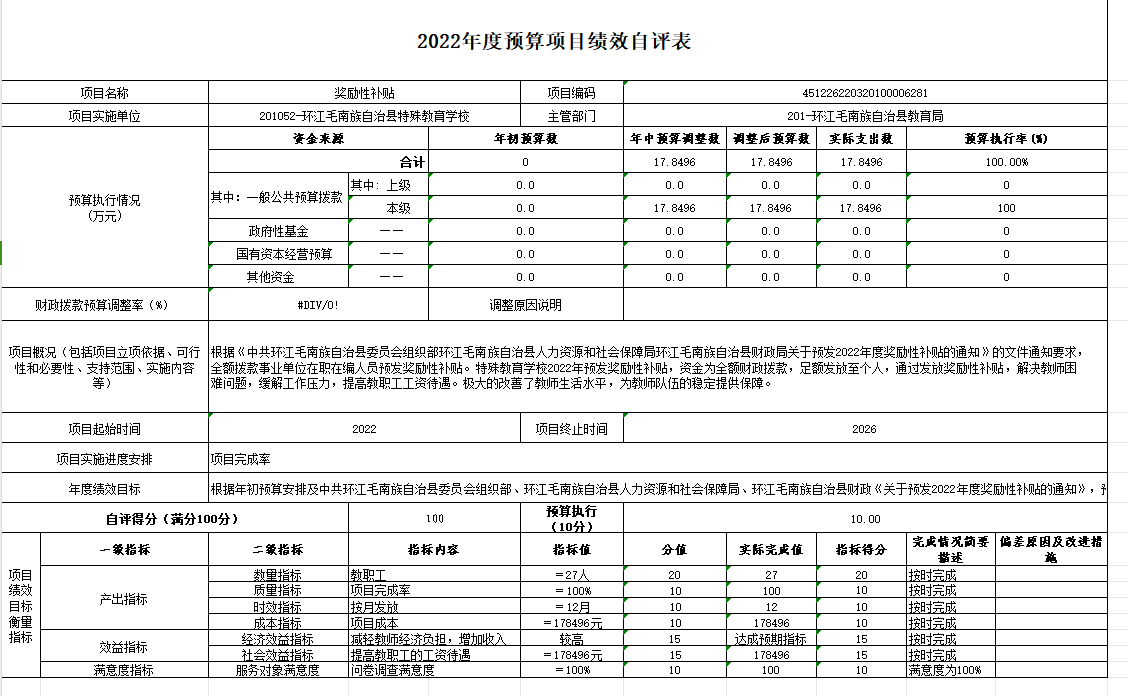 2022年度预算项目绩效自评表
项目名称 奖励性补贴 项目编码 451226220320100006281
项目实施单位 201052-环江毛南族自治县特殊教育学校 主管部门 201-环江毛南族自治县教育局
预算执行情况
(万元)
资金来源 年初预算数 年中预算调整数 调整后预算数 实际支出数 预算执行率(%)
合计 0 17.8496 17.8496 17.8496 100.00%
其中：一般公共预算拨款 其中：上级 0.0 0.0 0.0 0.0 0
本级 0.0 17.8496 17.8496 17.8496 100
政府性基金 —— 0.0 0.0 0.0 0.0 0
国有资本经营预算 —— 0.0 0.0 0.0 0.0 0
其他资金 —— 0.0 0.0 0.0 0.0 0
财政拨款预算调整率（%） #DIV/0! 调整原因说明
项目概况（包括项目立项依据、可行
性和必要性、支持范围、实施内容
等）
根据《中共环江毛南族自治县委员会组织部环江毛南族自治县人力资源和社会保障局环江毛南族自治县财政局关于预发2022年度奖励性补贴的通知》的文件通知要求，
全额拨款事业单位在职在编人员预发奖励性补贴。特殊教育学校2022年预发奖励性补贴，资金为全额财政拨款，足额发放至个人，通过发放奖励性补贴，解决教师困
难问题，缓解工作压力，提高教职工工资待遇。极大的改善了教师生活水平，为教师队伍的稳定提供保障。
项目起始时间 2022 项目终止时间 2026
项目实施进度安排 项目完成率
年度绩效目标 根据年初预算安排及中共环江毛南族自治县委员会组织部、环江毛南族自治县人力资源和社会保障局、环江毛南族自治县财政《关于预发2022年度奖励性补贴的通知》，
自评得分（满分100分） 100 预算执行
（10分） 10.00
项目
绩效
目标
衡量
指标
一级指标 二级指标 指标内容 指标值 分值 实际完成值 指标得分 完成情况简要
描述 偏差原因及改进措
施
产出指标 数量指标 教职工 ＝27人 20 27 20 按时完成
质量指标 项目完成率 ＝100% 10 100 10 按时完成
时效指标 按月发放 ＝12月 10 12 10 按时完成
成本指标 项目成本 ＝178496元 10 178496 10 按时完成
效益指标 经济效益指标 减轻教师经济负担，增加收入 较高 15 达成预期指标 15 按时完成
社会效益指标 提高教职工的工资待遇 ＝178496元 15 178496 15 按时完成
满意度指标 服务对象满意度 问卷调查满意度 ＝100% 10 100 10 满意度为100%